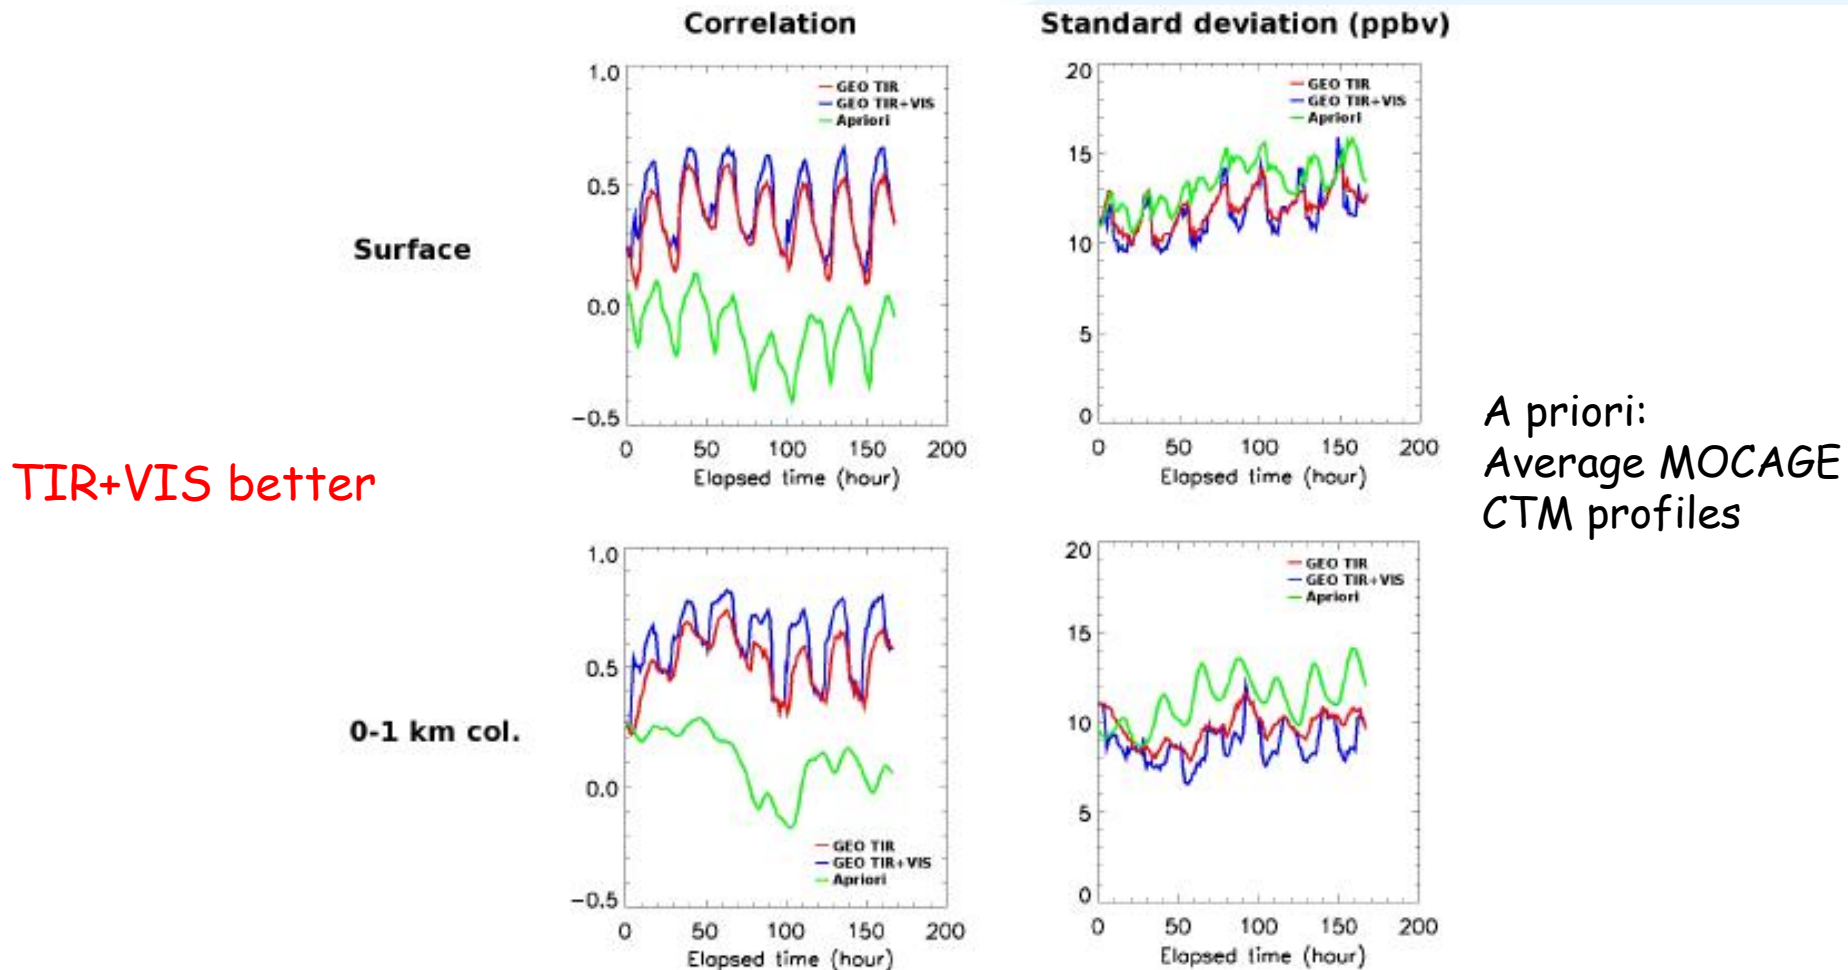 Correlation
Standard deviation (ppbv)
Surface
1.0
0.5
0.0
−0.5
0 50 100 150 200
Elapsed time (hour)
GEO TIR
GEO TIR+VIS
Apriori
20
15
10
5
0
0 50 100 150 200
Elapsed time (hour)
GEO TIR
GEO TIR+VIS
Apriori
TIR+VIS better
A priori:
Average MOCAGE
CTM profiles
0-1 km col.
1.0
0.5
0.0
−0.5
0 50 100 150 200
Elapsed time (hour)
GEO TIR
GEO TIR+VIS
Apriori
20
15
10
5
0
0 50 100 150 200
Elapsed time (hour)
GEO TIR
GEO TIR+VIS
Apriori